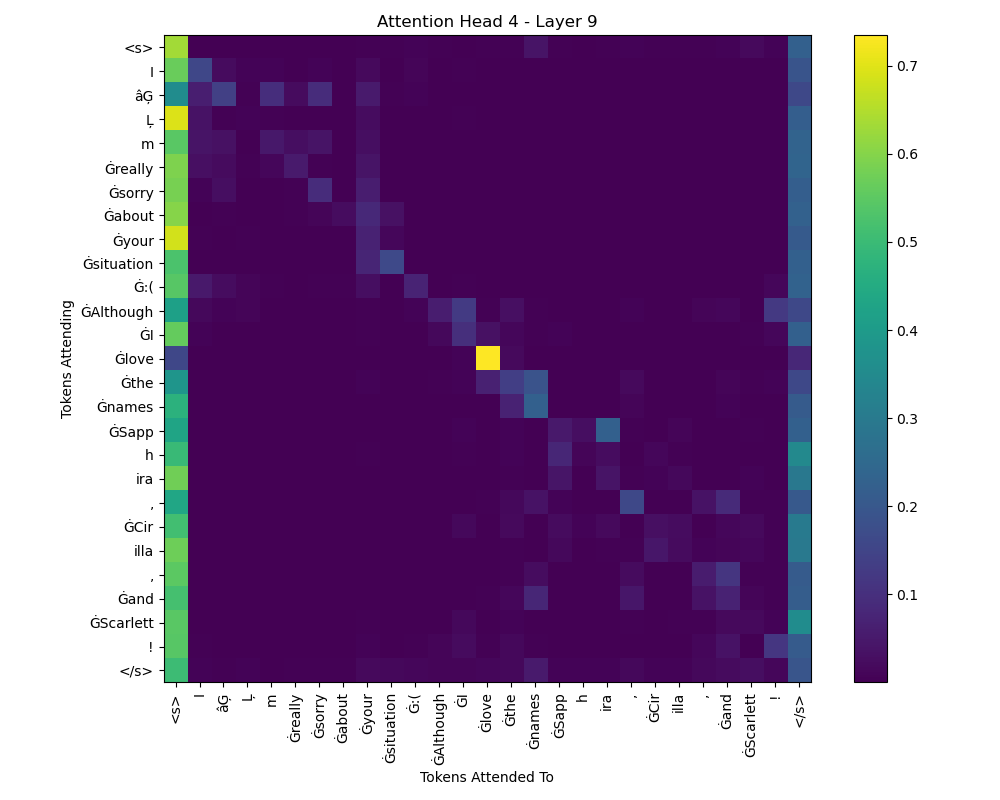 Attention Head 4 - Layer 9
Tokens Attending
<s>
I
âĢ
Ļ
m
Ġreally
Ġsorry
Ġabout
Ġyour
Ġsituation
Ġ:(
ĠAlthough
ĠI
Ġlove
Ġthe
Ġnames
ĠSapp
h
ira
,
ĠCir
illa
,
Ġand
ĠScarlett
!
</s>
<s>
I
âĢ
Ļ
m
Ġreally
Ġsorry
Ġabout
Ġyour
Ġsituation
Ġ:(
ĠAlthough
ĠI
Ġlove
Ġthe
Ġnames
ĠSapp
h
ira
,
ĠCir
illa
,
Ġand
ĠScarlett
!
</s>
Tokens Attended To
0.7
0.6
0.5
0.4
0.3
0.2
0.1